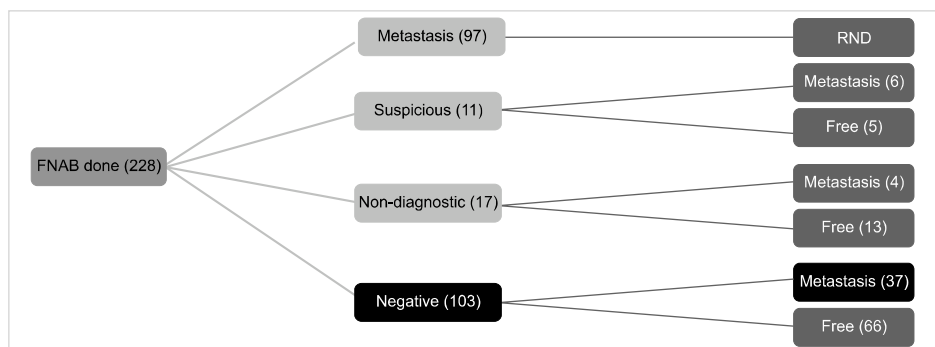 FNAB done (228)
Metastasis (97)
RND
Suspicious (11)
Metastasis (6)
Free (5)
Non-diagnostic (17)
Metastasis (4)
Free (13)
Negative (103)
Metastasis (37)
Free (66)